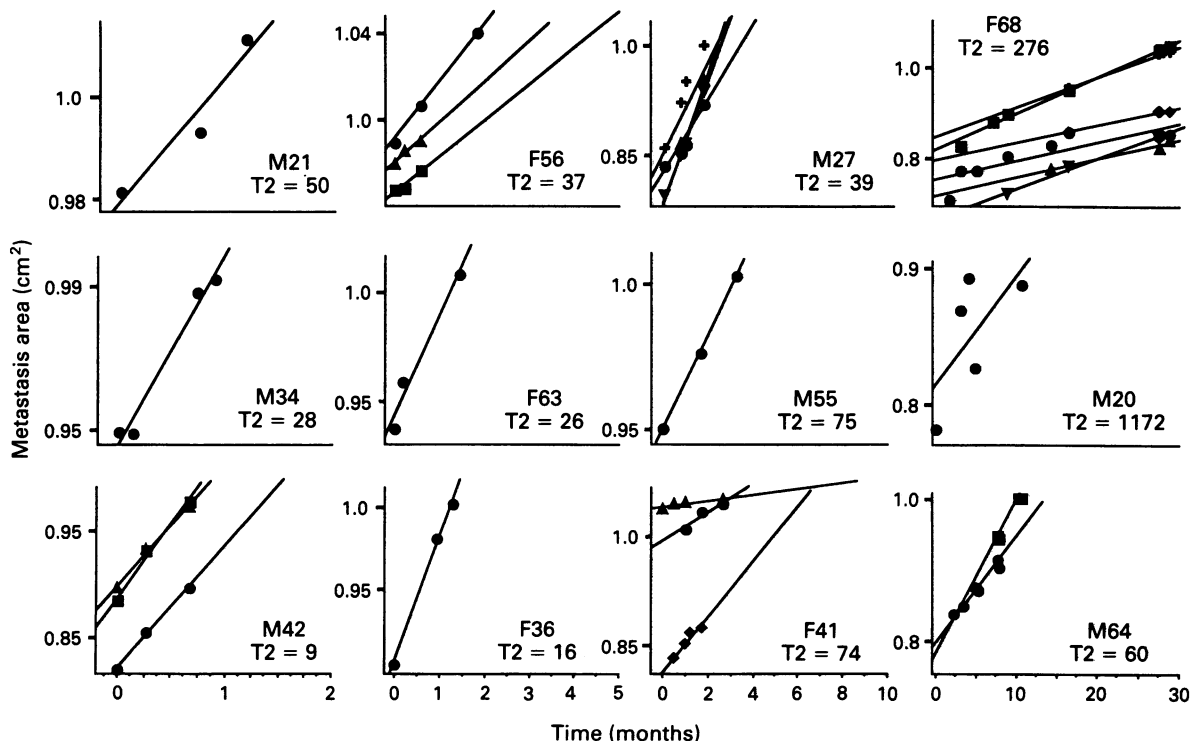 1.0
0.98
M21
T2 = 50
1.04
1.0
F56
T2 = 37
1.0
0.85
M27
T2 = 39
F68
T2 = 276
1.0
0.8
Metastasis area (cm²)
0.99
0.95
M34
T2 = 28
1.0
0.95
F63
T2 = 26
1.0
0.95
M55
T2 = 75
0.9
0.8
M20
T2 = 1172
0.95
0.85
M42
T2 = 9
0 1 2
1.0
0.95
F36
T2 = 16
0 1 2 3 4 5
1.0
0.85
F41
T2 = 74
0 2 4 6 8 10
1.0
0.8
M64
T2 = 60
0 10 20 30
Time (months)